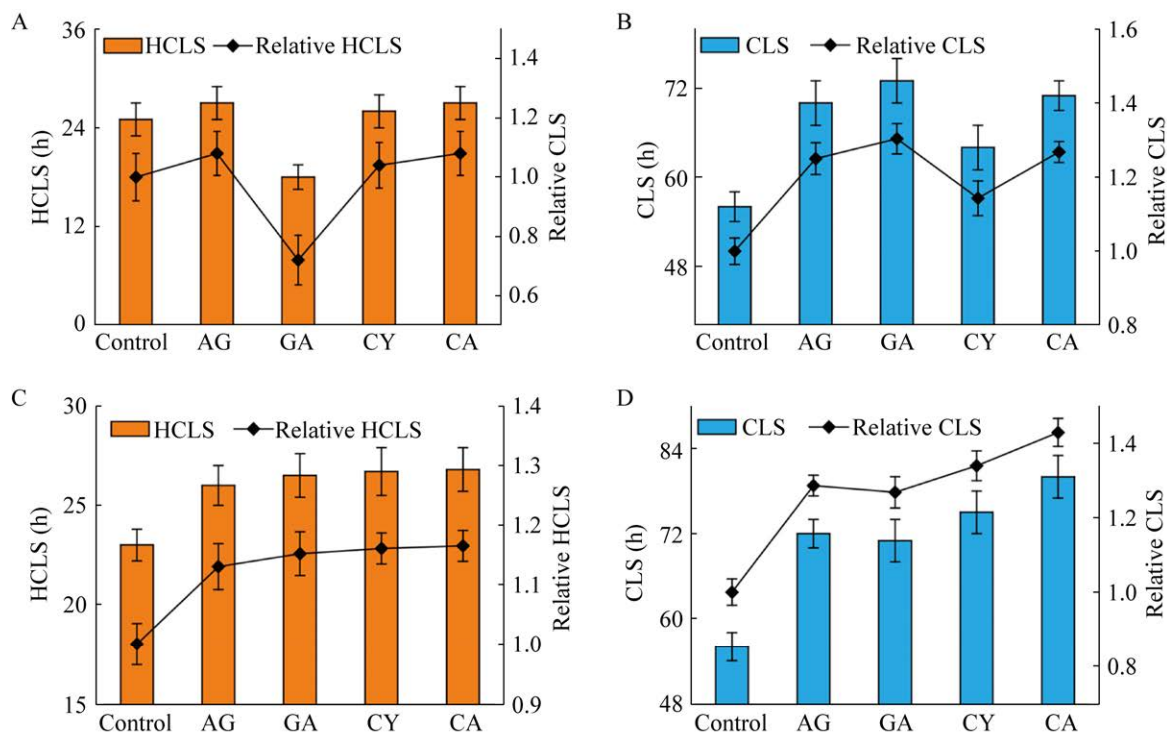 A
HCLS
Relative HCLS
HCLS (h)
36
24
12
0
1.4
1.2
1.0
0.8
0.6
Relative CLS
Control AG GA CY CA
B
CLS
Relative CLS
CLS (h)
72
60
48
1.6
1.4
1.2
1.0
0.8
Relative CLS
Control AG GA CY CA
C
HCLS
Relative HCLS
HCLS (h)
30
25
20
15
1.4
1.3
1.2
1.1
1.0
0.9
Relative HCLS
Control AG GA CY CA
D
CLS
Relative CLS
CLS (h)
84
72
60
48
1.4
1.2
1.0
0.8
Relative CLS
Control AG GA CY CA